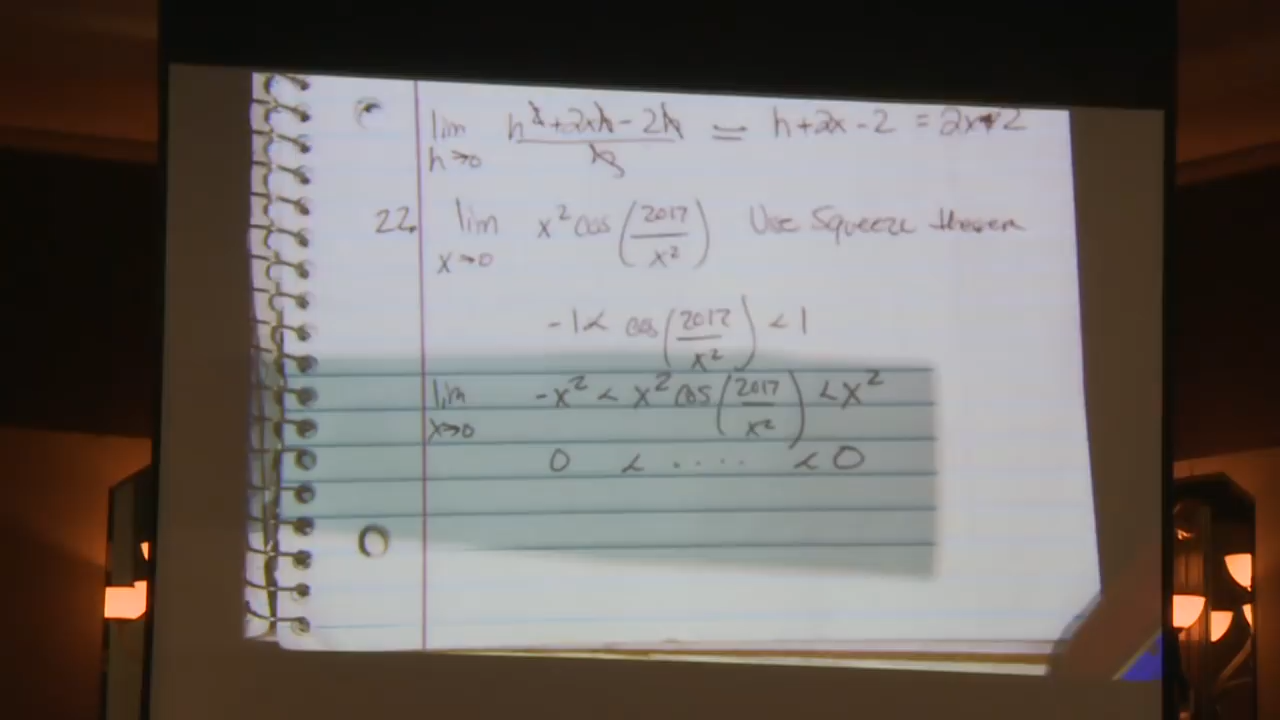 lim h→0 (h²+2xh-2h)/h = h+2x-2 = 2x-2
22. lim x→0 x² cos(2017/x²) Use Squeeze theorem
-1 < cos(2017/x²) < 1
lim x→0 -x² < x² cos(2017/x²) < x²
0 < ..... < 0